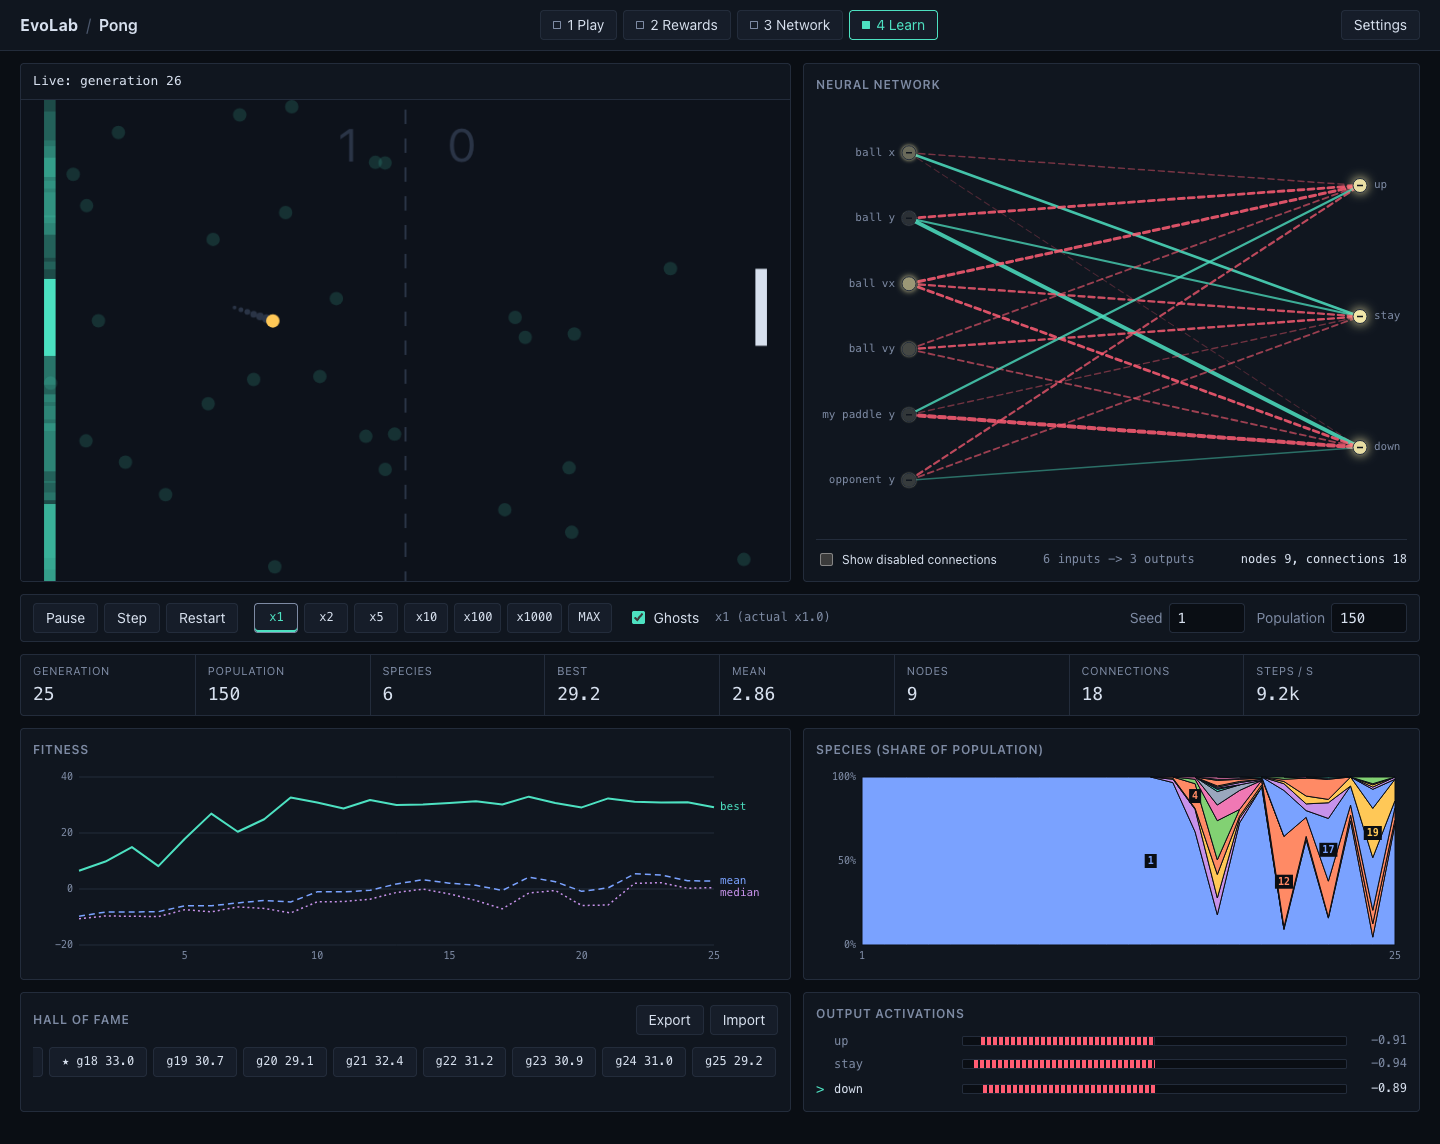 EvoLab / Pong
1 Play
2 Rewards
3 Network
4 Learn
Settings
Live: generation 26
1 0
NEURAL NETWORK
ball x
ball y
ball vx
ball vy
my paddle y
opponent y
up
stay
down
Show disabled connections
6 inputs −> 3 outputs
nodes 9, connections 18
Pause
Step
Restart
x1
x2
x5
x10
x100
x1000
MAX
Ghosts
x1 (actual x1.0)
Seed 1
Population 150
GENERATION
25
POPULATION
150
SPECIES
6
BEST
29.2
MEAN
2.86
NODES
9
CONNECTIONS
18
STEPS / S
9.2k
FITNESS
40
20
0
−20
5
10
15
20
25
best
mean
median
SPECIES (SHARE OF POPULATION)
100%
50%
0%
1
25
1
4
12
17
19
HALL OF FAME
Export
Import
★ g18 33.0
g19 30.7
g20 29.1
g21 32.4
g22 31.2
g23 30.9
g24 31.0
g25 29.2
OUTPUT ACTIVATIONS
up −0.91
stay −0.94
> down −0.89